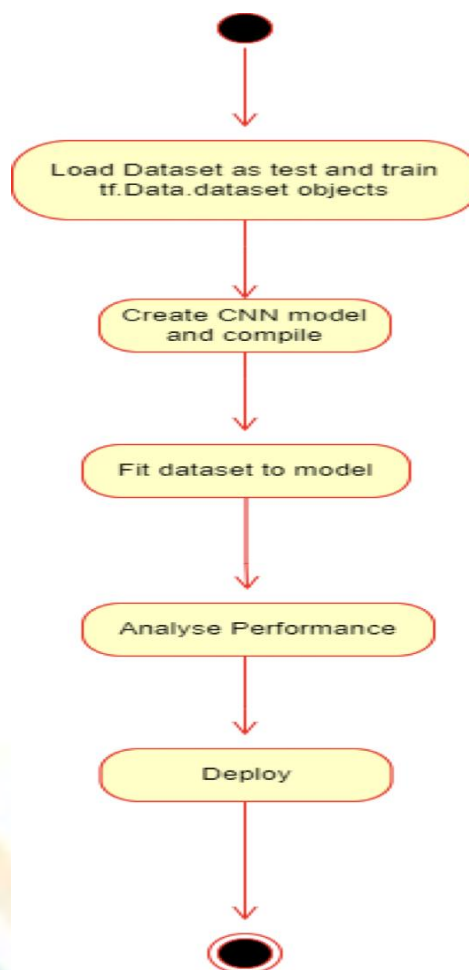 Load Dataset as test and train
tf.Data.dataset objects
Create CNN model
and compile
Fit dataset to model
Analyse Performance
Deploy